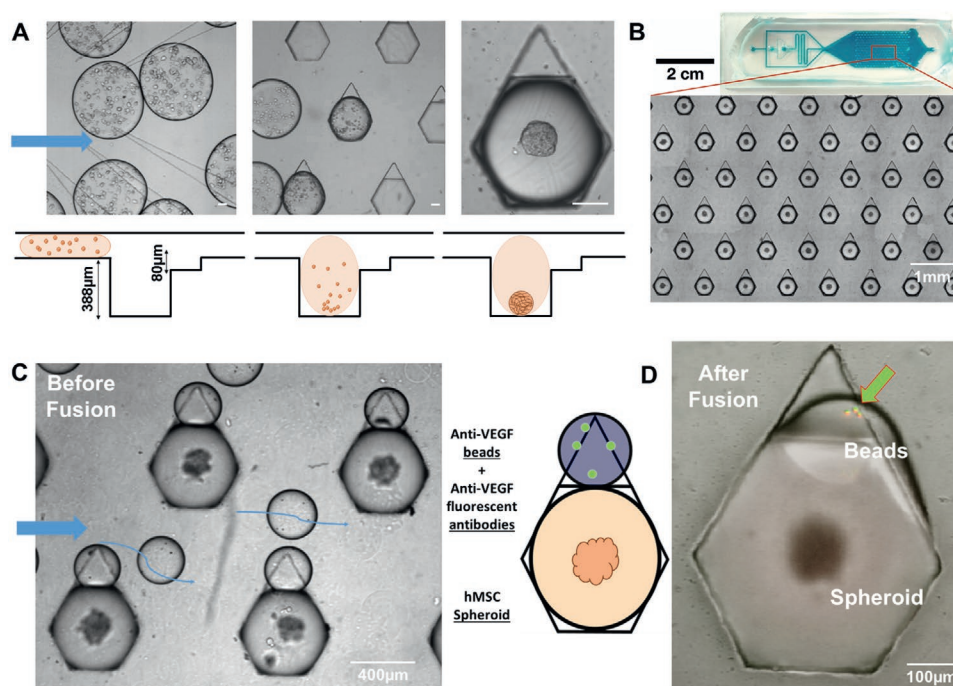 A
B
2 cm
1mm
388µm
80µm
C
Before
Fusion
400µm
Anti-VEGF
beads
+
Anti-VEGF
fluorescent
antibodies
hMSC
Spheroid
D
After
Fusion
Beads
Spheroid
100µm